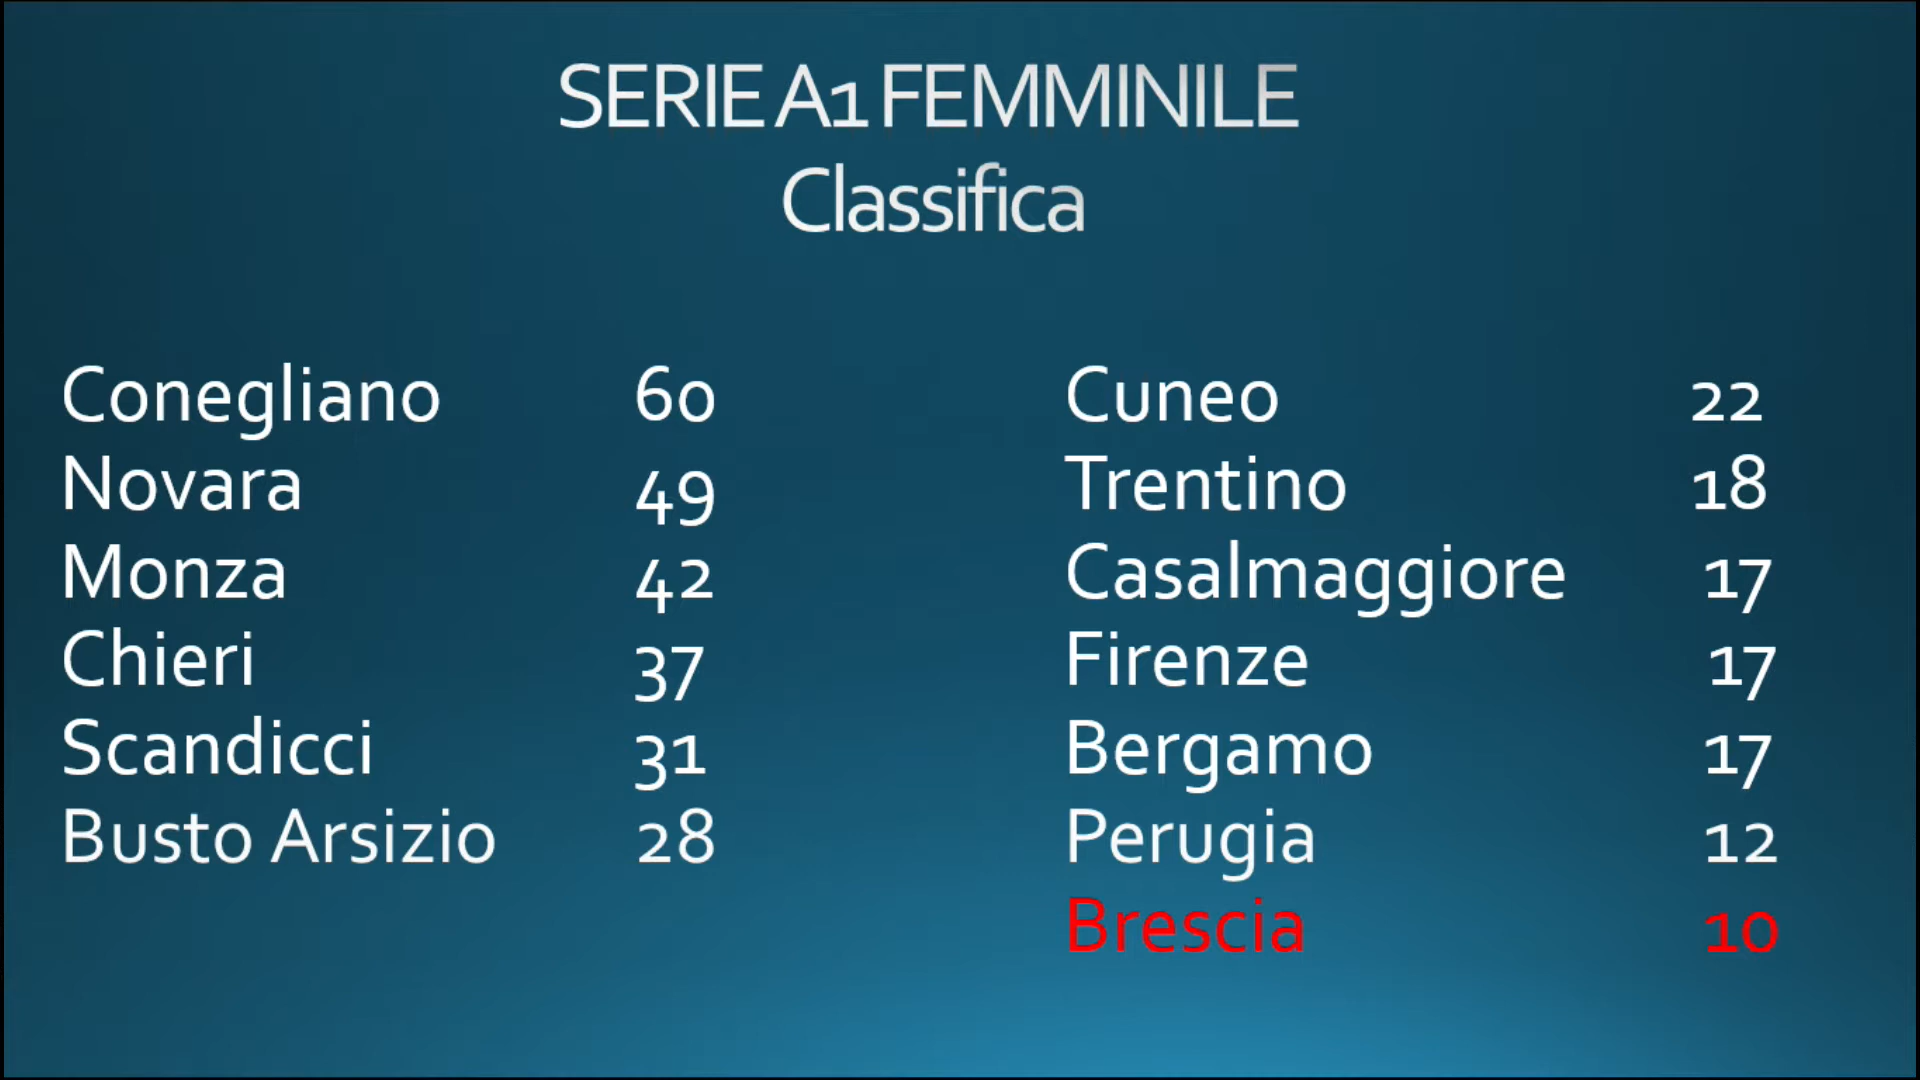 SERIE A1 FEMMINILE
Classifica
Conegliano 60
Novara 49
Monza 42
Chieri 37
Scandicci 31
Busto Arsizio 28
Cuneo 22
Trentino 18
Casalmaggiore 17
Firenze 17
Bergamo 17
Perugia 12
Brescia 10